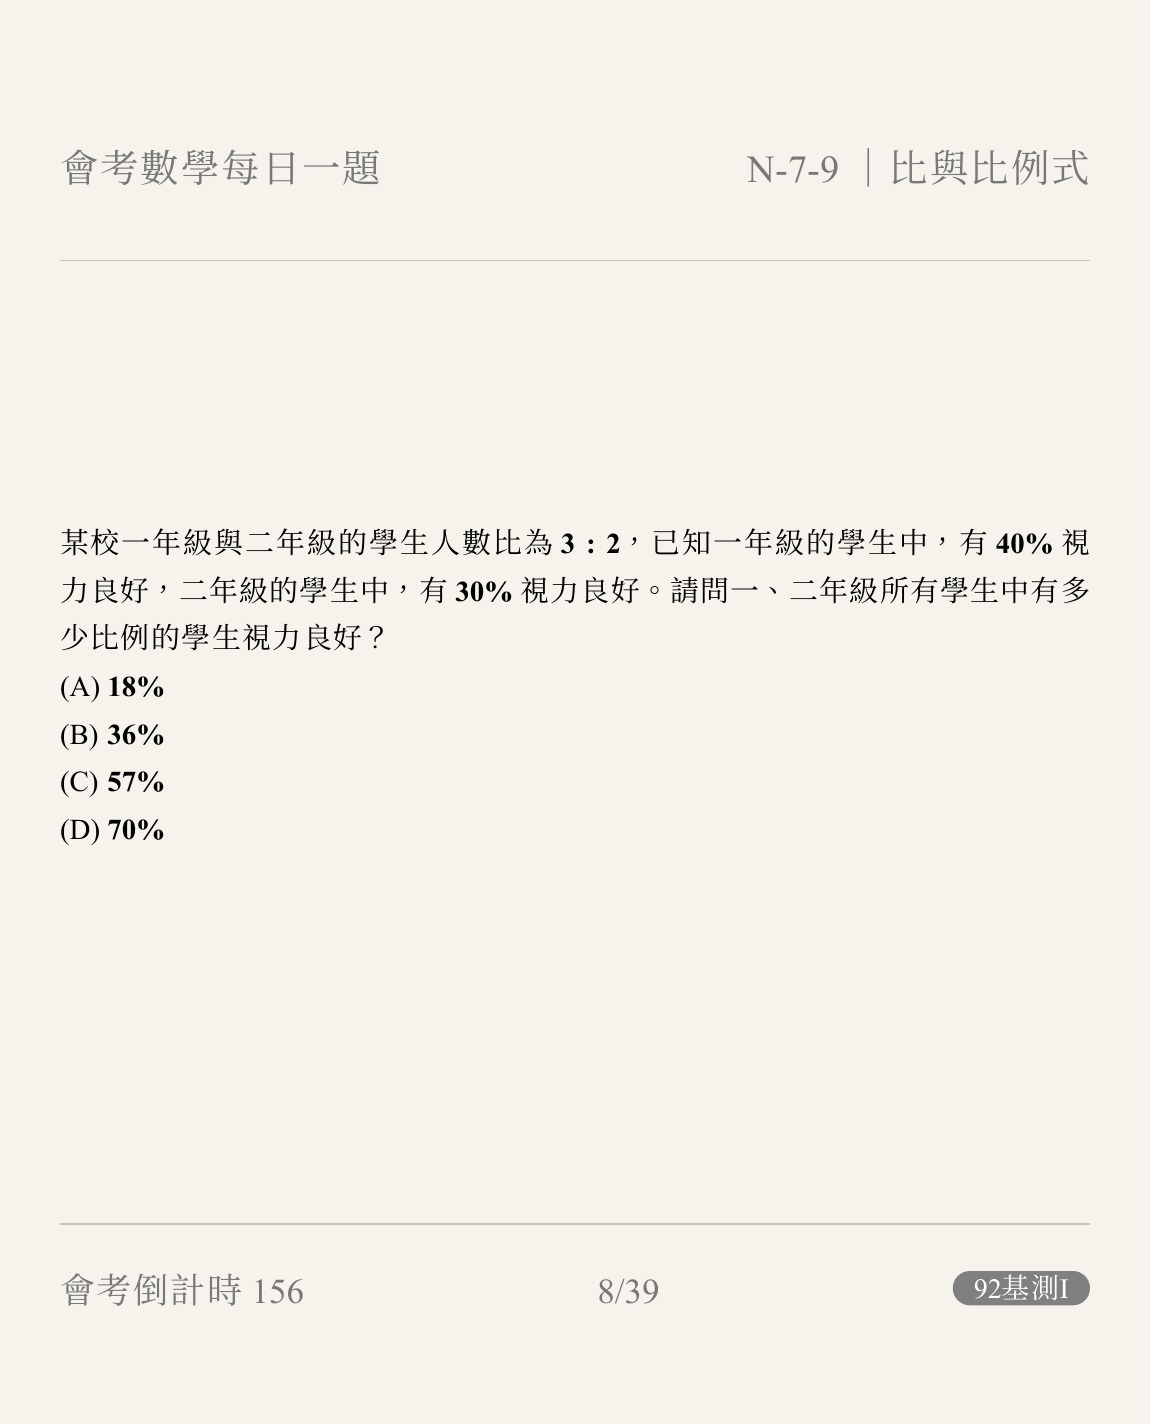 會考數學每日一題
N-7-9 ｜比與比例式
某校一年級與二年級的學生人數比為 3 : 2，已知一年級的學生中，有 40% 視
力良好，二年級的學生中，有 30% 視力良好。請問一、二年級所有學生中有多
少比例的學生視力良好？
(A) 18%
(B) 36%
(C) 57%
(D) 70%
會考倒計時 156
8/39
92基測I